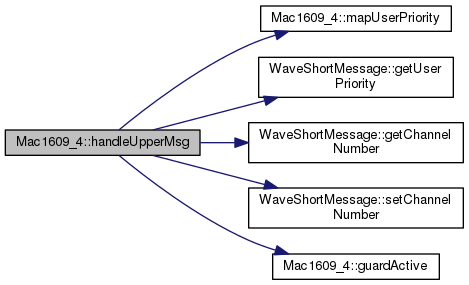 Mac1609_4::mapUserPriority
WaveShortMessage::getUser
Priority
Mac1609_4::handleUpperMsg
WaveShortMessage::getChannel
Number
WaveShortMessage::setChannel
Number
Mac1609_4::guardActive